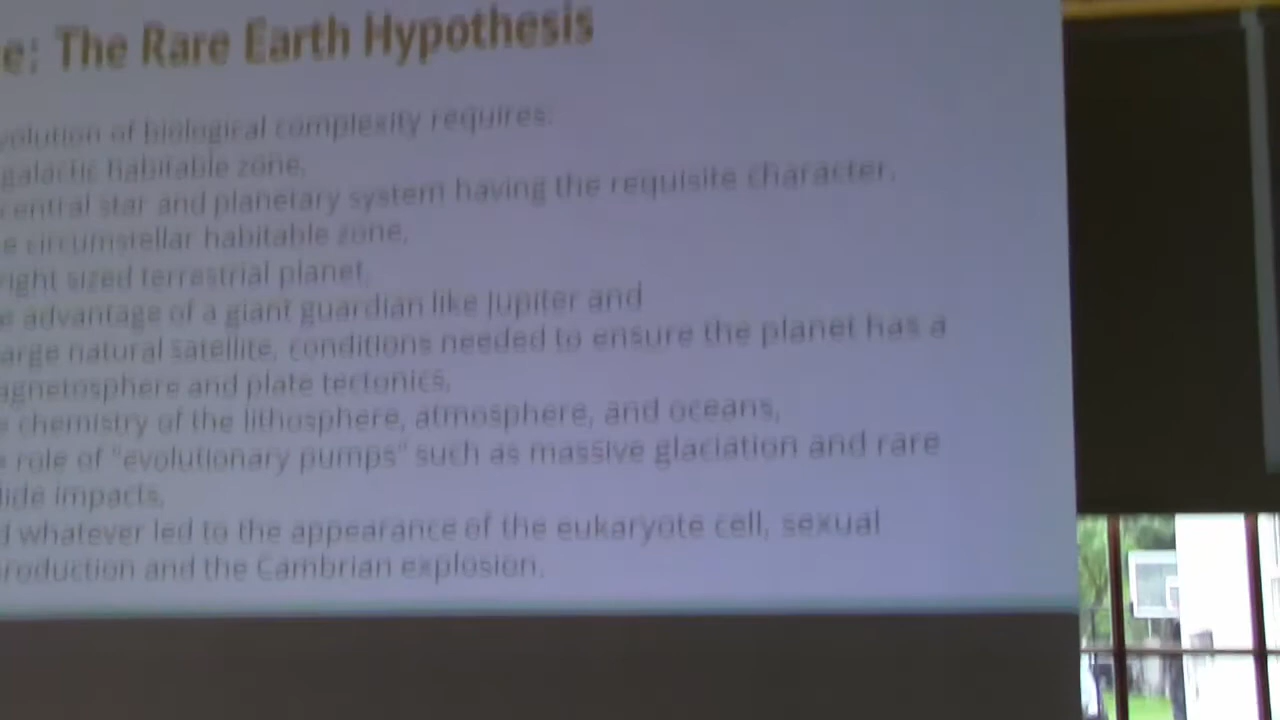 e: The Rare Earth Hypothesis
volution of biological complexity requires:
galactic habitable zone,
central star and planetary system having the requisite character,
e circumstellar habitable zone,
right sized terrestrial planet,
e advantage of a giant guardian like Jupiter and
arge natural satellite, conditions needed to ensure the planet has a
agnetosphere and plate tectonics,
e chemistry of the lithosphere, atmosphere, and oceans,
e role of "evolutionary pumps" such as massive glaciation and rare
lide impacts,
d whatever led to the appearance of the eukaryote cell, sexual
production and the Cambrian explosion.